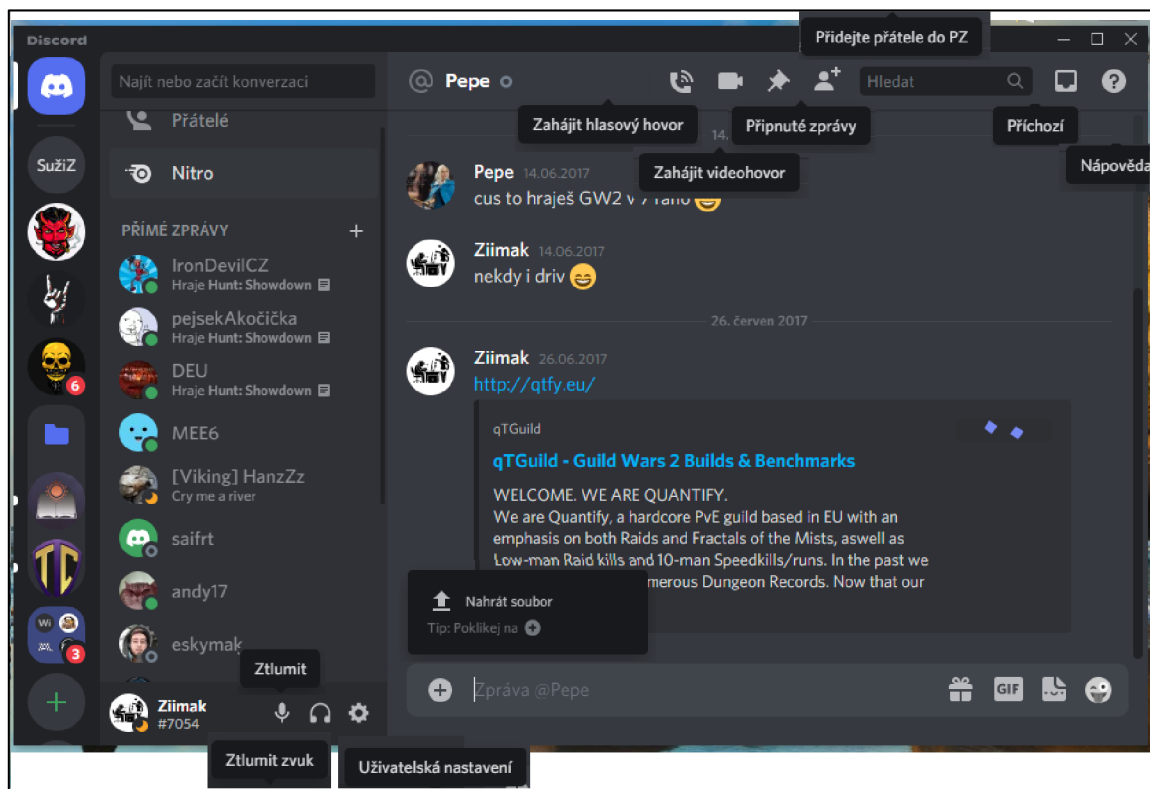 Přidejte přátele do PZ
Discord
Najít nebo začít konverzaci
Pepe
Hledat
Zahájit hlasový hovor
Připnuté zprávy
Příchozí
Zahájit videohovor
Nápověda
SužiZ
6
TC
Wi
3
Přátelé
Nitro
PŘÍMÉ ZPRÁVY
IronDevilCZ
Hraje Hunt: Showdown
pejsekAkočička
Hraje Hunt: Showdown
DEU
Hraje Hunt: Showdown
MEE6
[Viking] HanzZz
Cry me a river
saifrt
andy17
eskymak
Ztlumit
Ziimak
#7054
Ztlumit zvuk
Uživatelská nastavení
14.
Pepe 14.06.2017
cus to hraješ GW2 v 7 rano 😄
Ziimak 14.06.2017
nekdy i driv 😄
26. červen 2017
Ziimak 26.06.2017
http://qtfy.eu/
qTGuild
qTGuild - Guild Wars 2 Builds & Benchmarks
WELCOME. WE ARE QUANTIFY.
We are Quantify, a hardcore PvE guild based in EU with an
emphasis on both Raids and Fractals of the Mists, aswell as
Low-man Raid kills and 10-man Speedkills/runs. In the past we
merous Dungeon Records. Now that our
Nahrát soubor
Tip: Poklikej na
Zpráva @Pepe
GIF